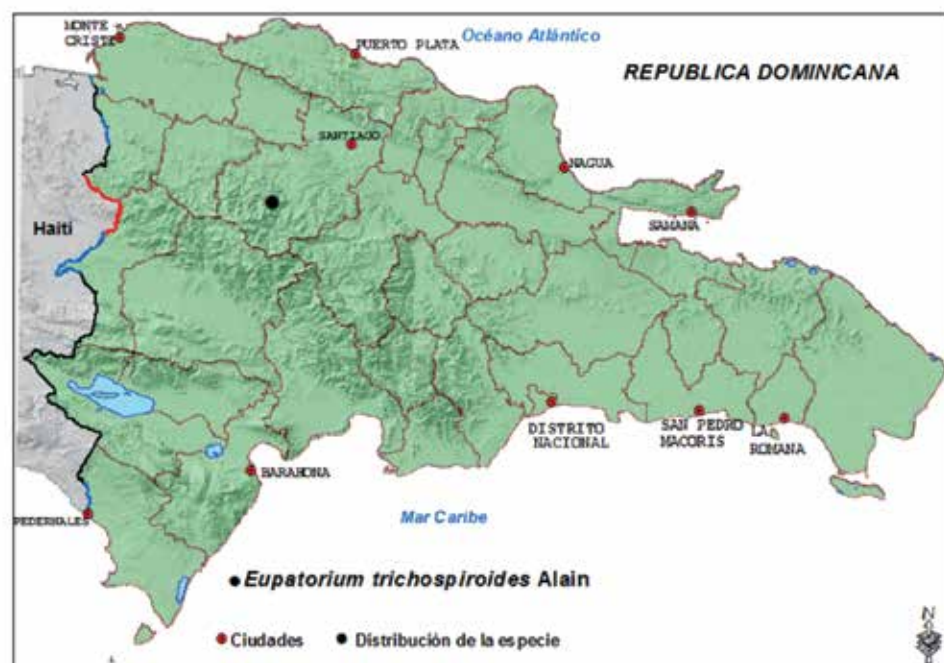 MONTE
CRISTI
PUERTO PLATA
Océano Atlántico
REPUBLICA DOMINICANA
SANTIAGO
NAGUA
SAMANA
Haití
DISTRITO
NACIONAL
SAN PEDRO
MACORIS
LA
ROMANA
BARAHONA
PEDERNALES
Mar Caribe
Eupatorium trichospiroides Alain
Ciudades
Distribución de la especie
N